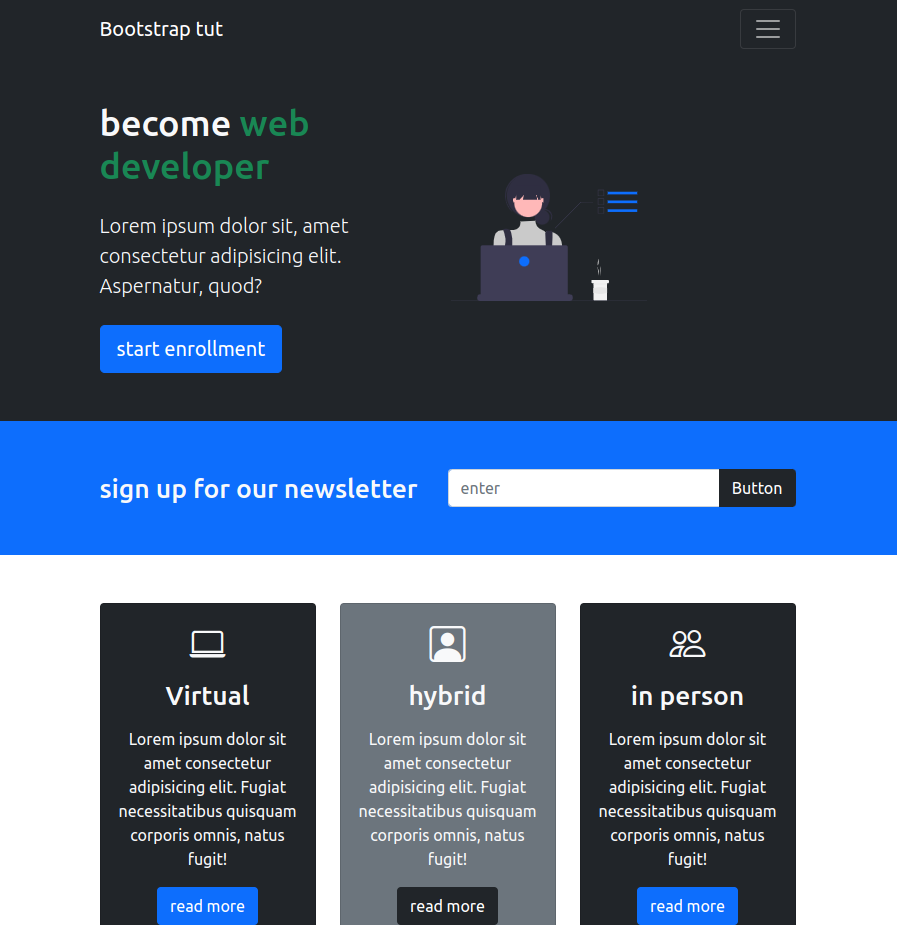 Bootstrap tut
become web
developer
Lorem ipsum dolor sit, amet
consectetur adipisicing elit.
Aspernatur, quod?
start enrollment
sign up for our newsletter
enter
Button
Virtual
Lorem ipsum dolor sit
amet consectetur
adipisicing elit. Fugiat
necessitatibus quisquam
corporis omnis, natus
fugit!
read more
hybrid
Lorem ipsum dolor sit
amet consectetur
adipisicing elit. Fugiat
necessitatibus quisquam
corporis omnis, natus
fugit!
read more
in person
Lorem ipsum dolor sit
amet consectetur
adipisicing elit. Fugiat
necessitatibus quisquam
corporis omnis, natus
fugit!
read more